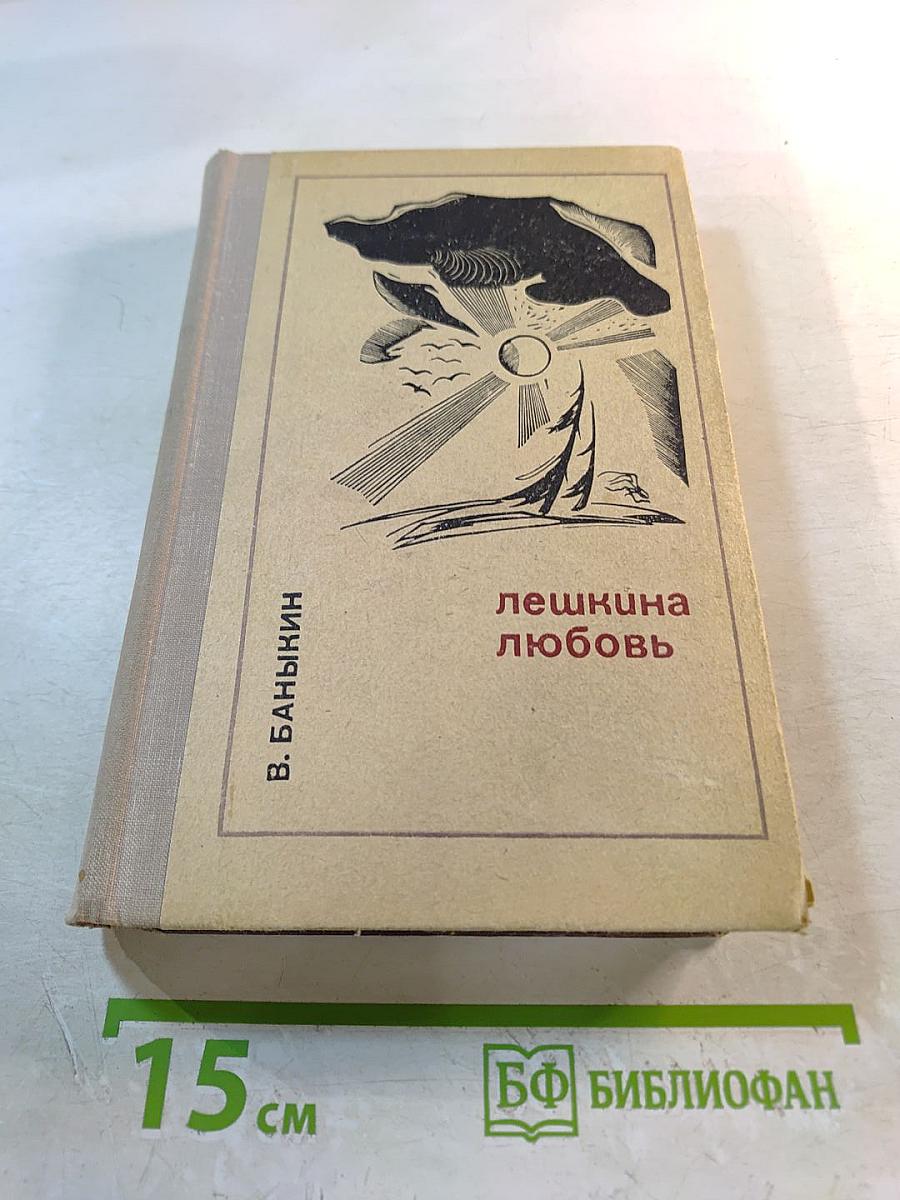 В. БАНЫКИН
лешкина
любовь
15 см
БФ БИБЛИОФАН